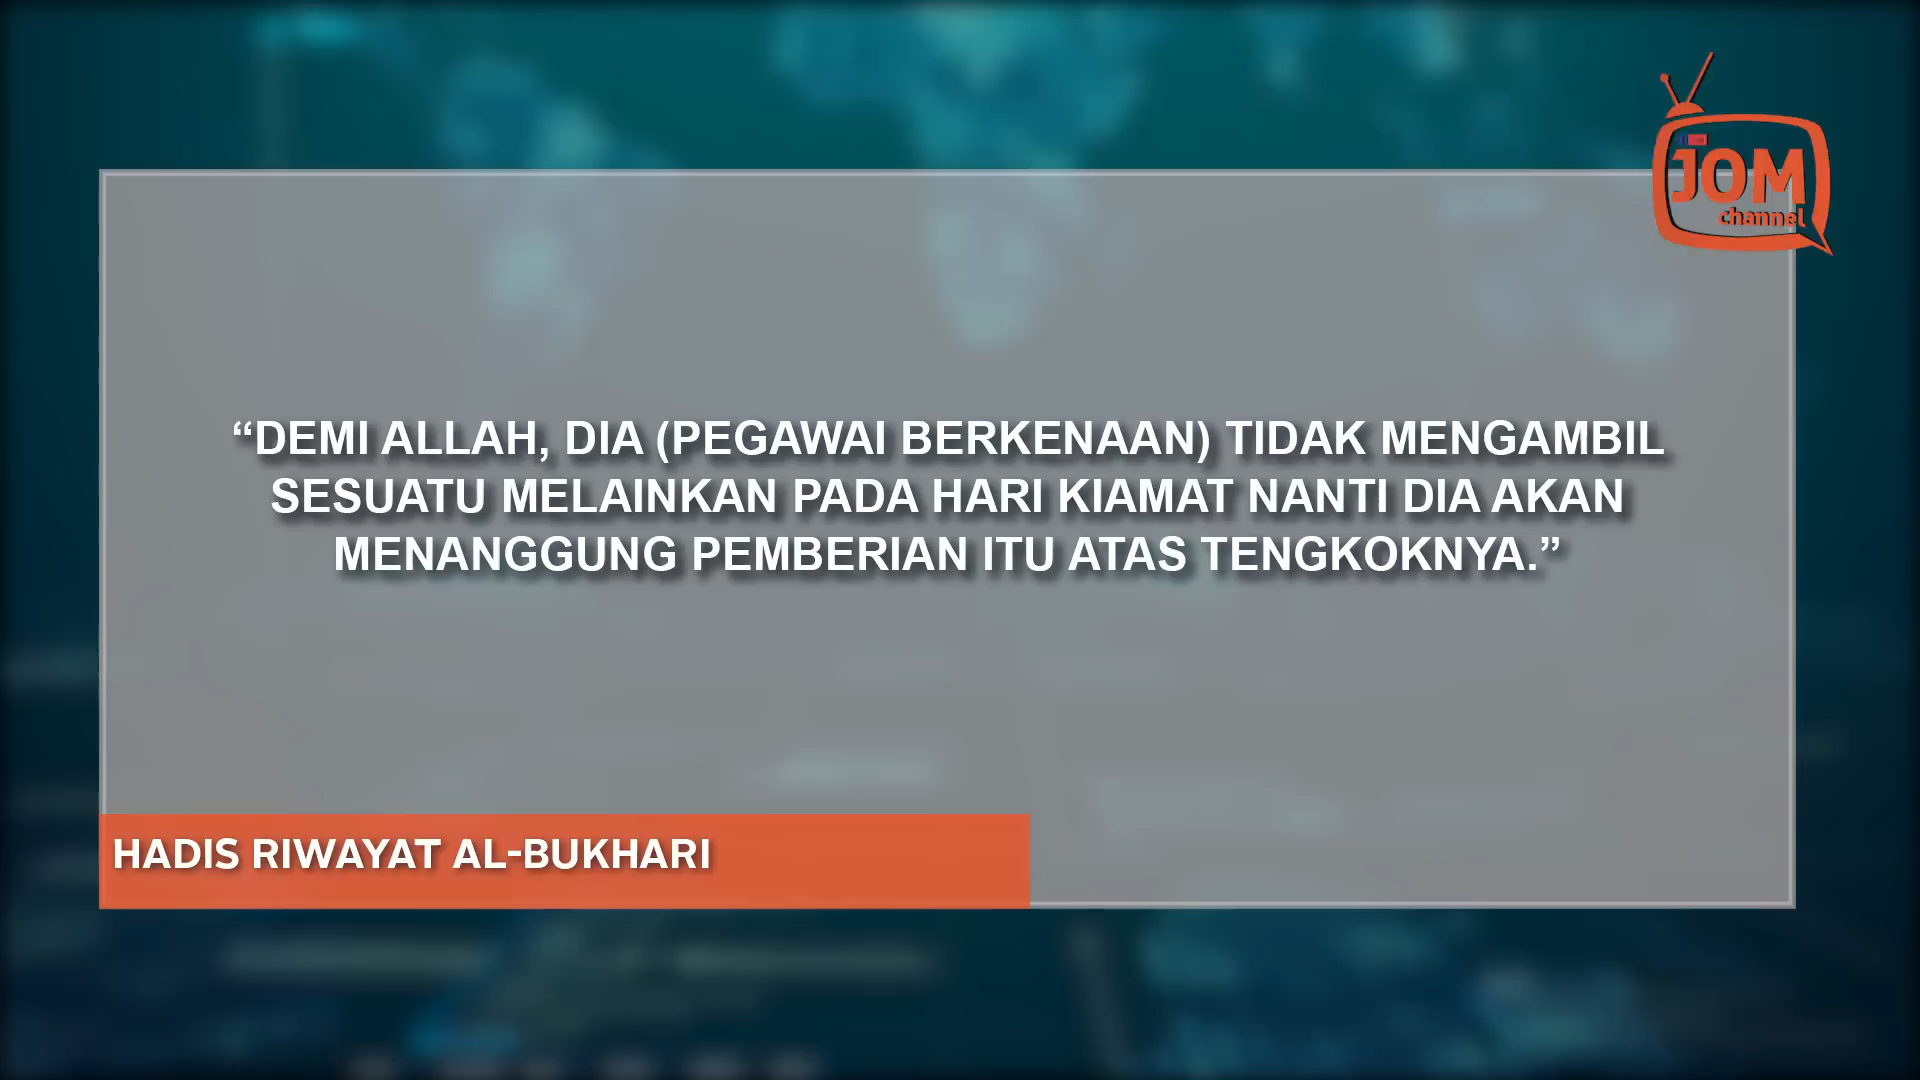 JOM
channel
“DEMI ALLAH, DIA (PEGAWAI BERKENAAN) TIDAK MENGAMBIL
SESUATU MELAINKAN PADA HARI KIAMAT NANTI DIA AKAN
MENANGGUNG PEMBERIAN ITU ATAS TENGKOKNYA.”
HADIS RIWAYAT AL-BUKHARI